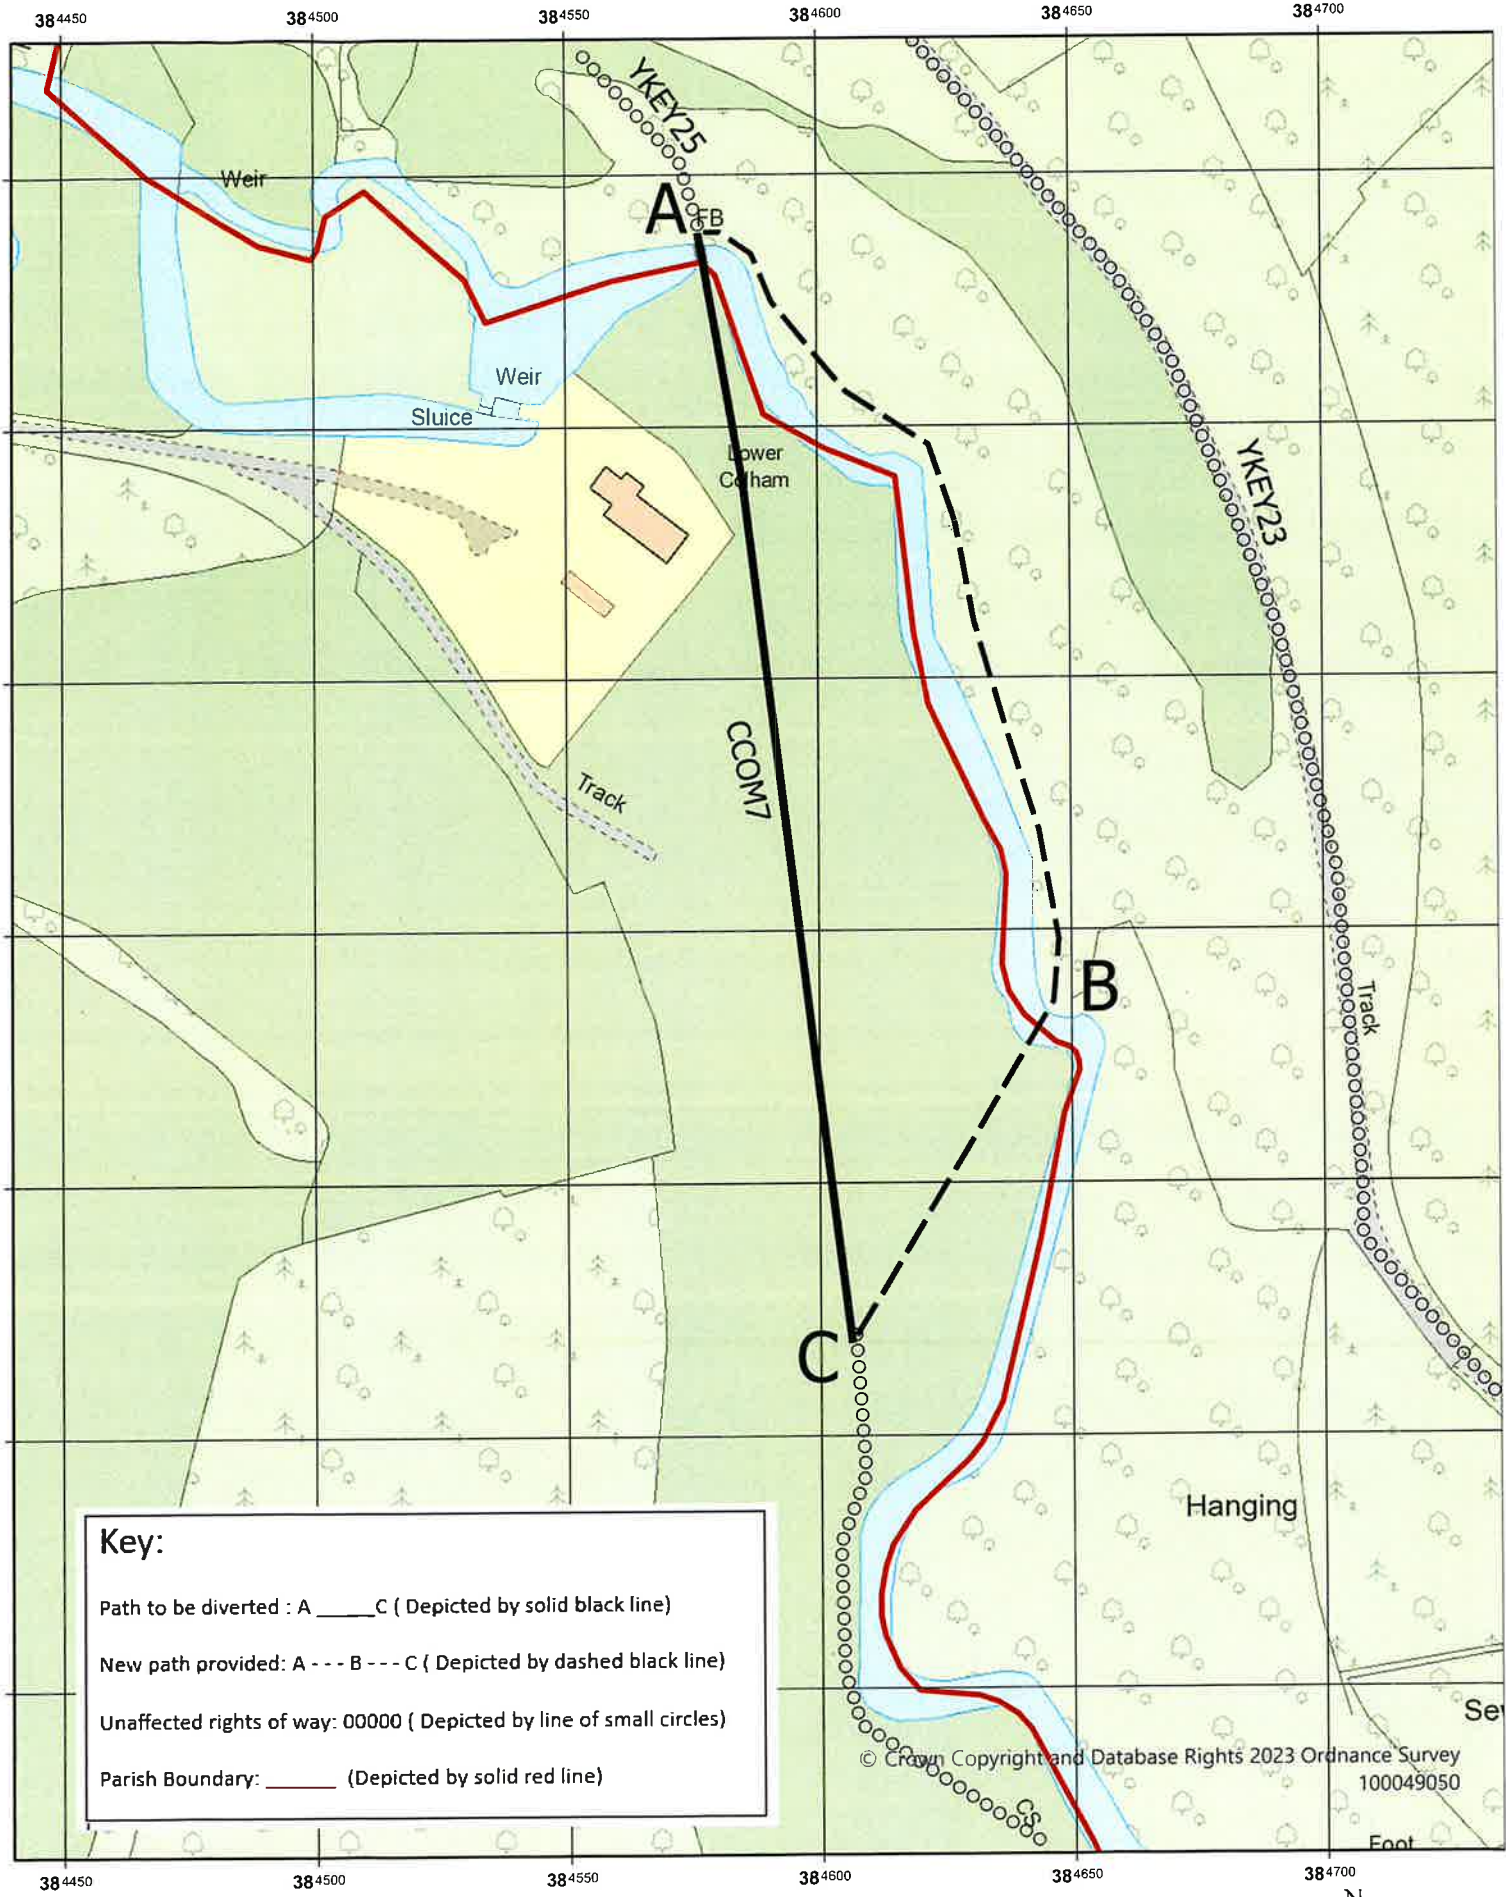 384450 384500 384550 384600 384650 384700
YKEY25
Weir
A
FB
Weir
Sluice
Lower
Colham
YKEY23
CCOM7
Track
B
Track
C
Hanging
Key:
Path to be diverted : A _____C ( Depicted by solid black line)
New path provided: A - - - B - - - C ( Depicted by dashed black line)
Unaffected rights of way: 00000 ( Depicted by line of small circles)
Parish Boundary: ______ (Depicted by solid red line)
© Crown Copyright and Database Rights 2023 Ordnance Survey
100049050
CS
Foot
384450 384500 384550 384600 384650 384700
N